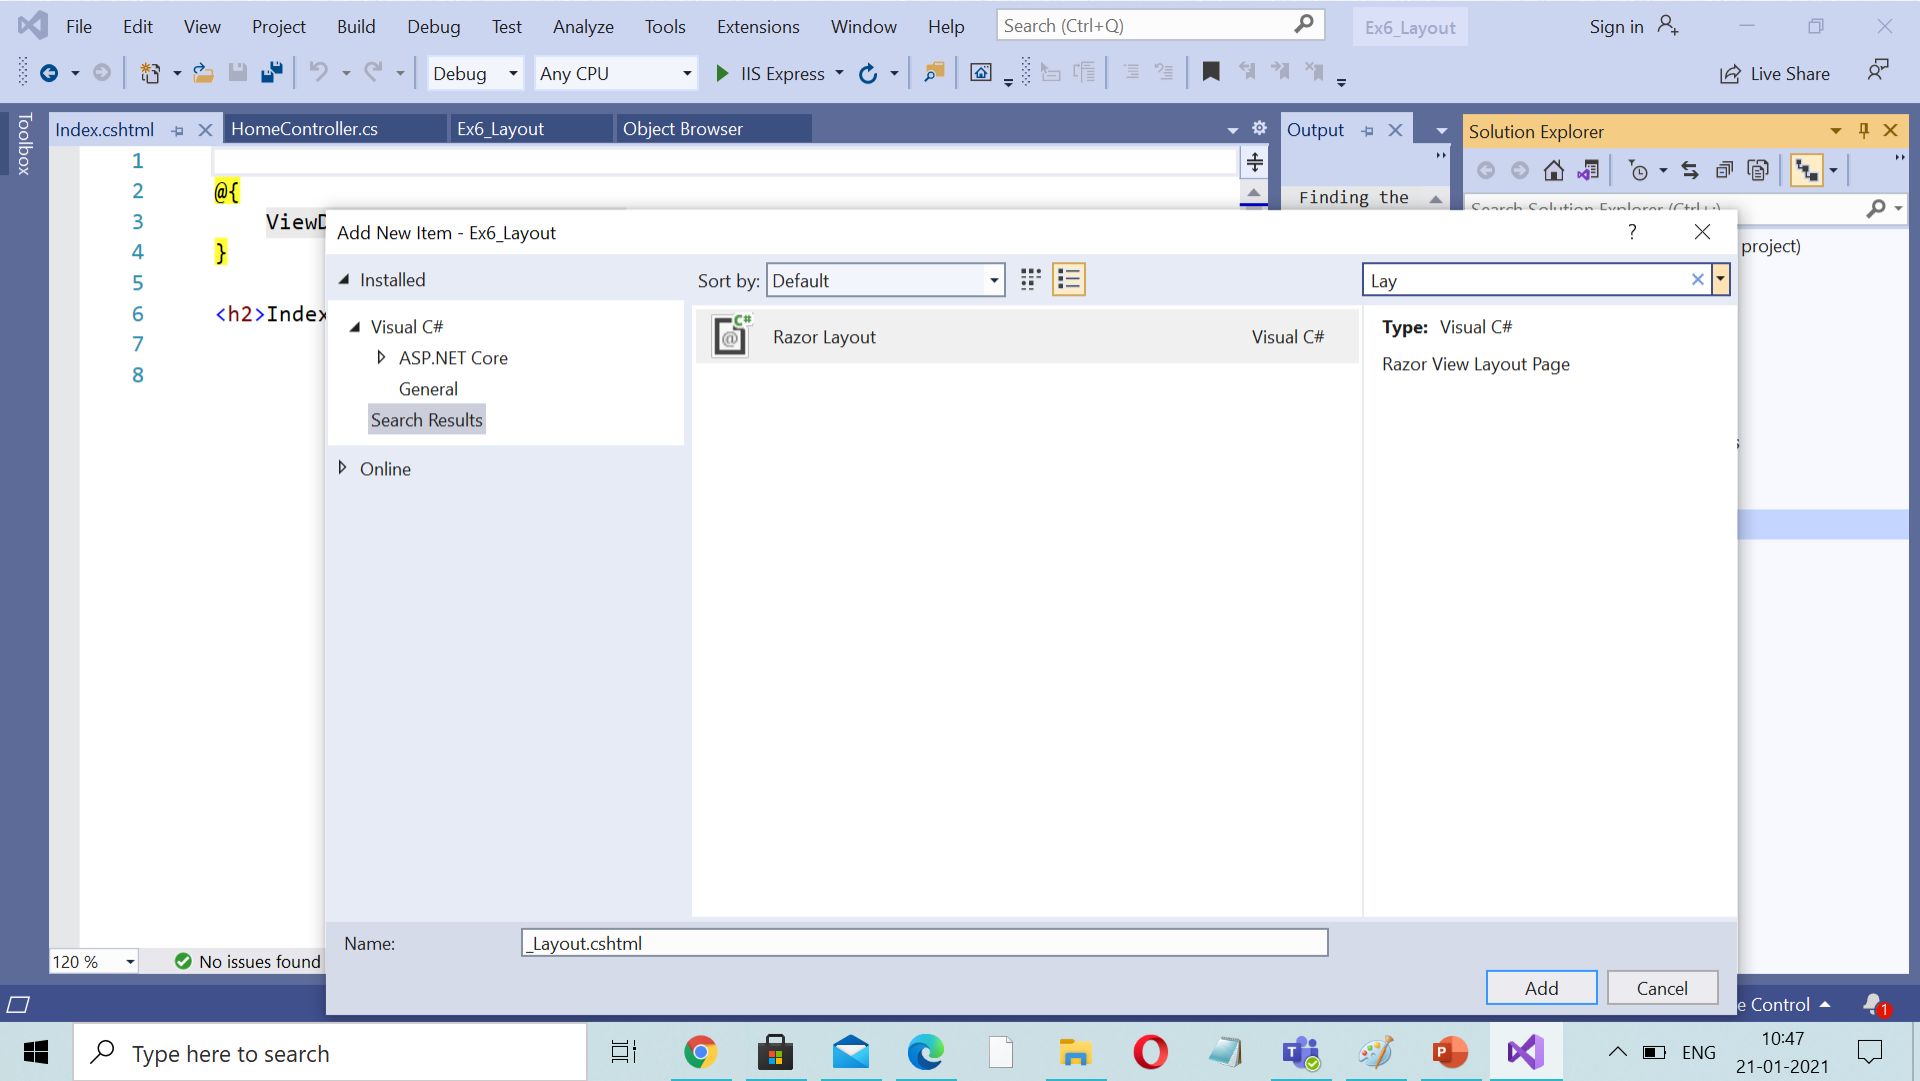 File Edit View Project Build Debug Test Analyze Tools Extensions Window Help Search (Ctrl+Q) Ex6_Layout Sign in
Debug Any CPU IIS Express Live Share
Toolbox
Index.cshtml HomeController.cs Ex6_Layout Object Browser Output Solution Explorer
1
2 @{
3 ViewD
4 }
5
6 <h2>Index
7
8
Finding the
Search Solution Explorer (Ctrl+;)
project)
Add New Item - Ex6_Layout ?
Installed
Sort by: Default
Lay
Visual C#
ASP.NET Core
General
Search Results
Online
C#
@
Razor Layout Visual C#
Type: Visual C#
Razor View Layout Page
s
Name: _Layout.cshtml
Add Cancel
120 % No issues found
e Control 1
Type here to search
ENG
10:47
21-01-2021